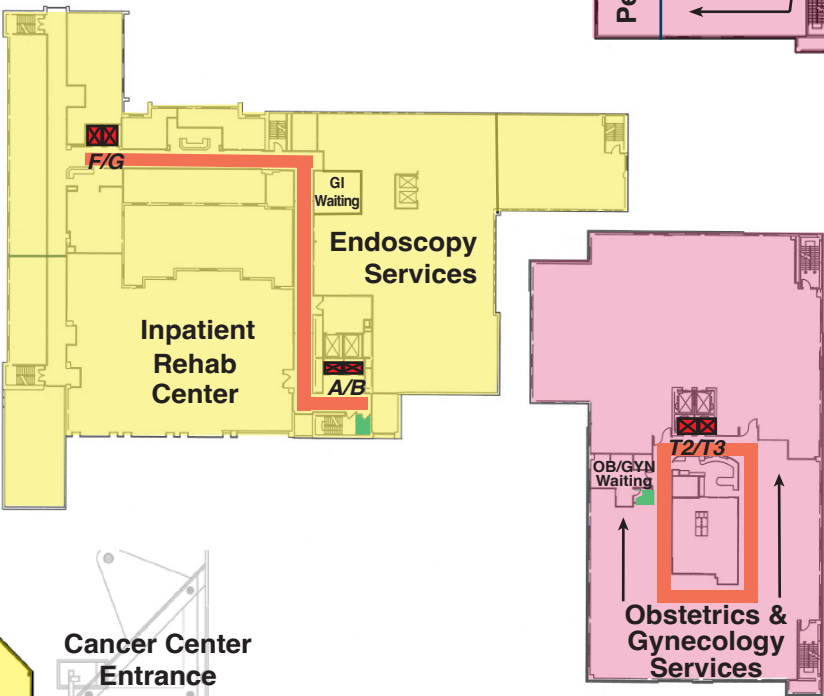 Pe
F/G
GI
Waiting
Endoscopy
Services
Inpatient
Rehab
Center
A/B
T2/T3
OB/GYN
Waiting
Obstetrics &
Gynecology
Services
Cancer Center
Entrance